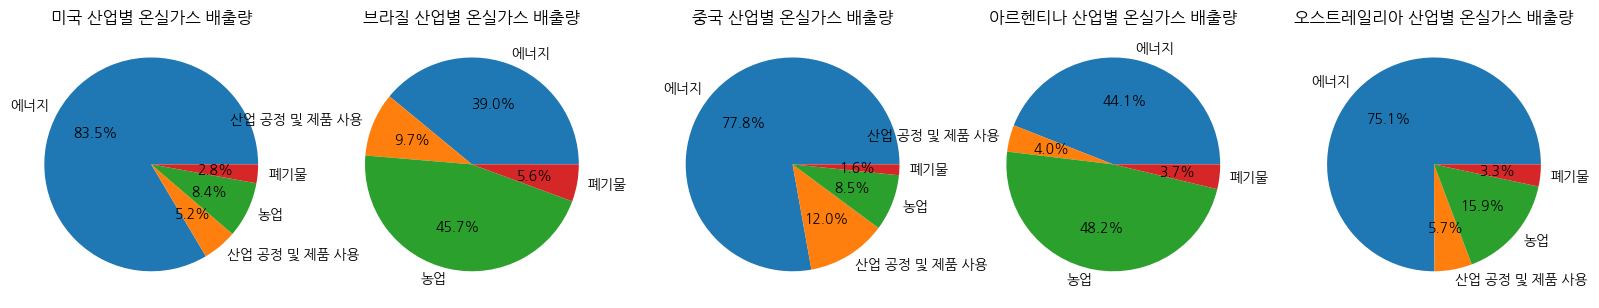 미국 산업별 온실가스 배출량
에너지
83.5%
5.2%
산업 공정 및 제품 사용
8.4%
농업
2.8%
폐기물
브라질 산업별 온실가스 배출량
에너지
39.0%
산업 공정 및 제품 사용
9.7%
45.7%
농업
5.6%
폐기물
중국 산업별 온실가스 배출량
에너지
77.8%
12.0%
산업 공정 및 제품 사용
8.5%
농업
1.6%
폐기물
아르헨티나 산업별 온실가스 배출량
에너지
44.1%
산업 공정 및 제품 사용
4.0%
48.2%
농업
3.7%
폐기물
오스트레일리아 산업별 온실가스 배출량
에너지
75.1%
5.7%
산업 공정 및 제품 사용
15.9%
농업
3.3%
폐기물